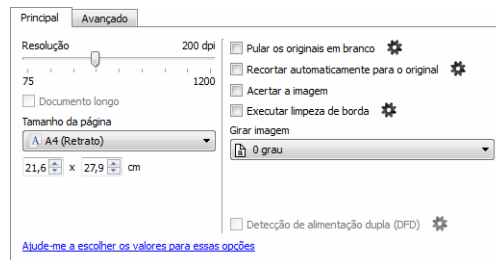 Principal Avançado
Resolução 200 dpi
75 1200
Documento longo
Tamanho da página
A A4 (Retrato)
21,6 x 27,9 cm
Ajude-me a escolher os valores para essas opções
Pular os originais em branco
Recortar automaticamente para o original
Acertar a imagem
Executar limpeza de borda
Girar imagem
0 grau
Detecção de alimentação dupla (DFD)